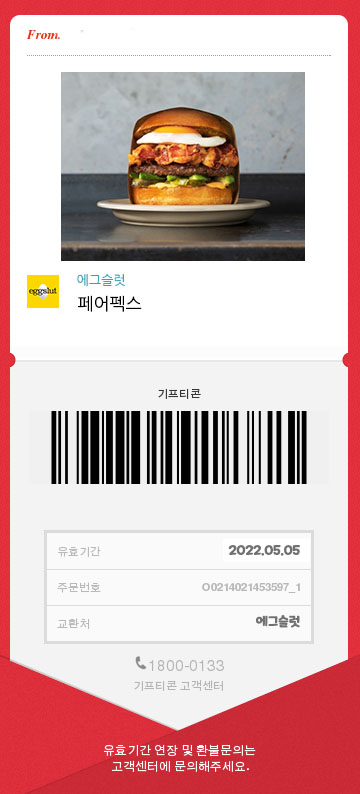 From.
에그슬럿
eggslut
페어펙스
기프티콘
유효기간 2022.05.05
주문번호 O0214021453597_1
교환처 에그슬럿
1800-0133
기프티콘 고객센터
유효기간 연장 및 환불문의는
고객센터에 문의해주세요.